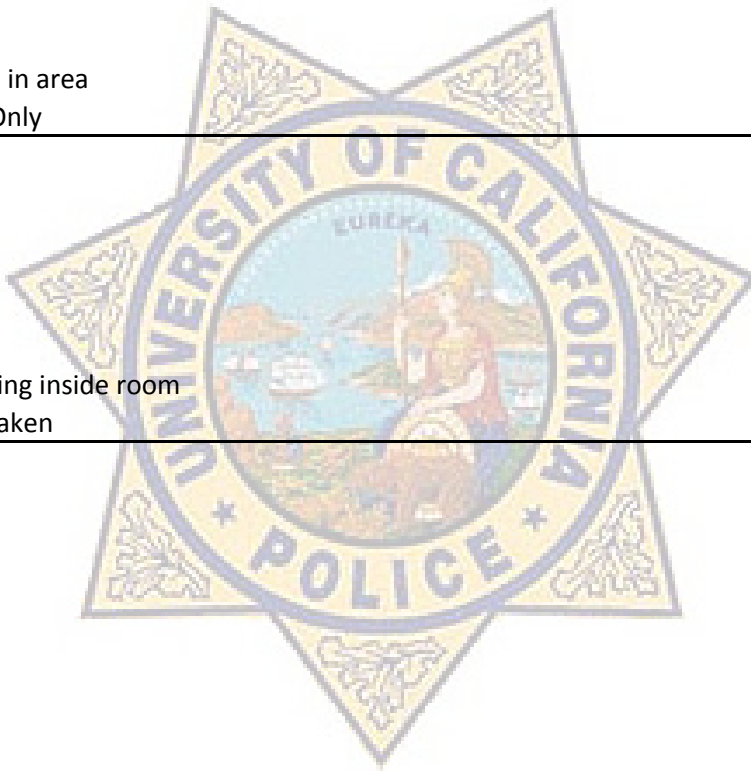 in area
Only
UNIVERSITY OF CALIFORNIA
EUREKA
ing inside room
aken
POLICE